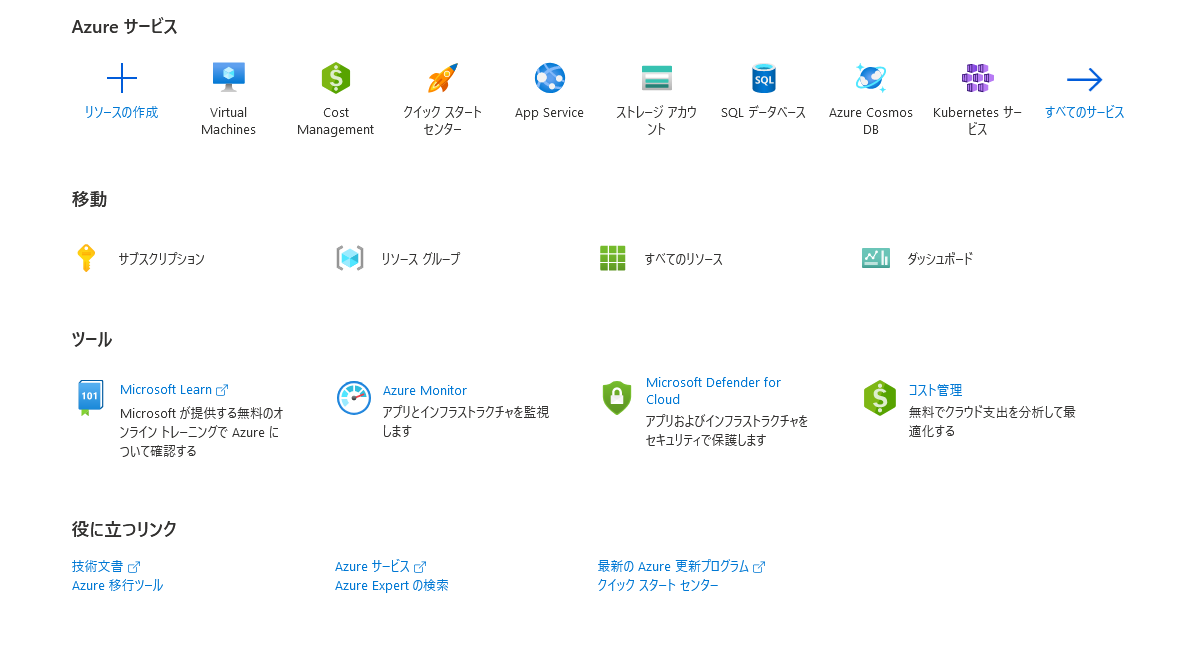 Azure サービス
リソースの作成
Virtual
Machines
Cost
Management
クイック スタート
センター
App Service
ストレージ アカウ
ント
SQL
SQL データベース
Azure Cosmos
DB
Kubernetes サー
ビス
すべてのサービス
移動
サブスクリプション
リソース グループ
すべてのリソース
ダッシュボード
ツール
101
Microsoft Learn
Microsoft が提供する無料のオ
ンライン トレーニングで Azure に
ついて確認する
Azure Monitor
アプリとインフラストラクチャを監視
します
Microsoft Defender for
Cloud
アプリおよびインフラストラクチャを
セキュリティで保護します
コスト管理
無料でクラウド支出を分析して最
適化する
役に立つリンク
技術文書
Azure サービス
最新の Azure 更新プログラム
Azure 移行ツール
Azure Expert の検索
クイック スタート センター